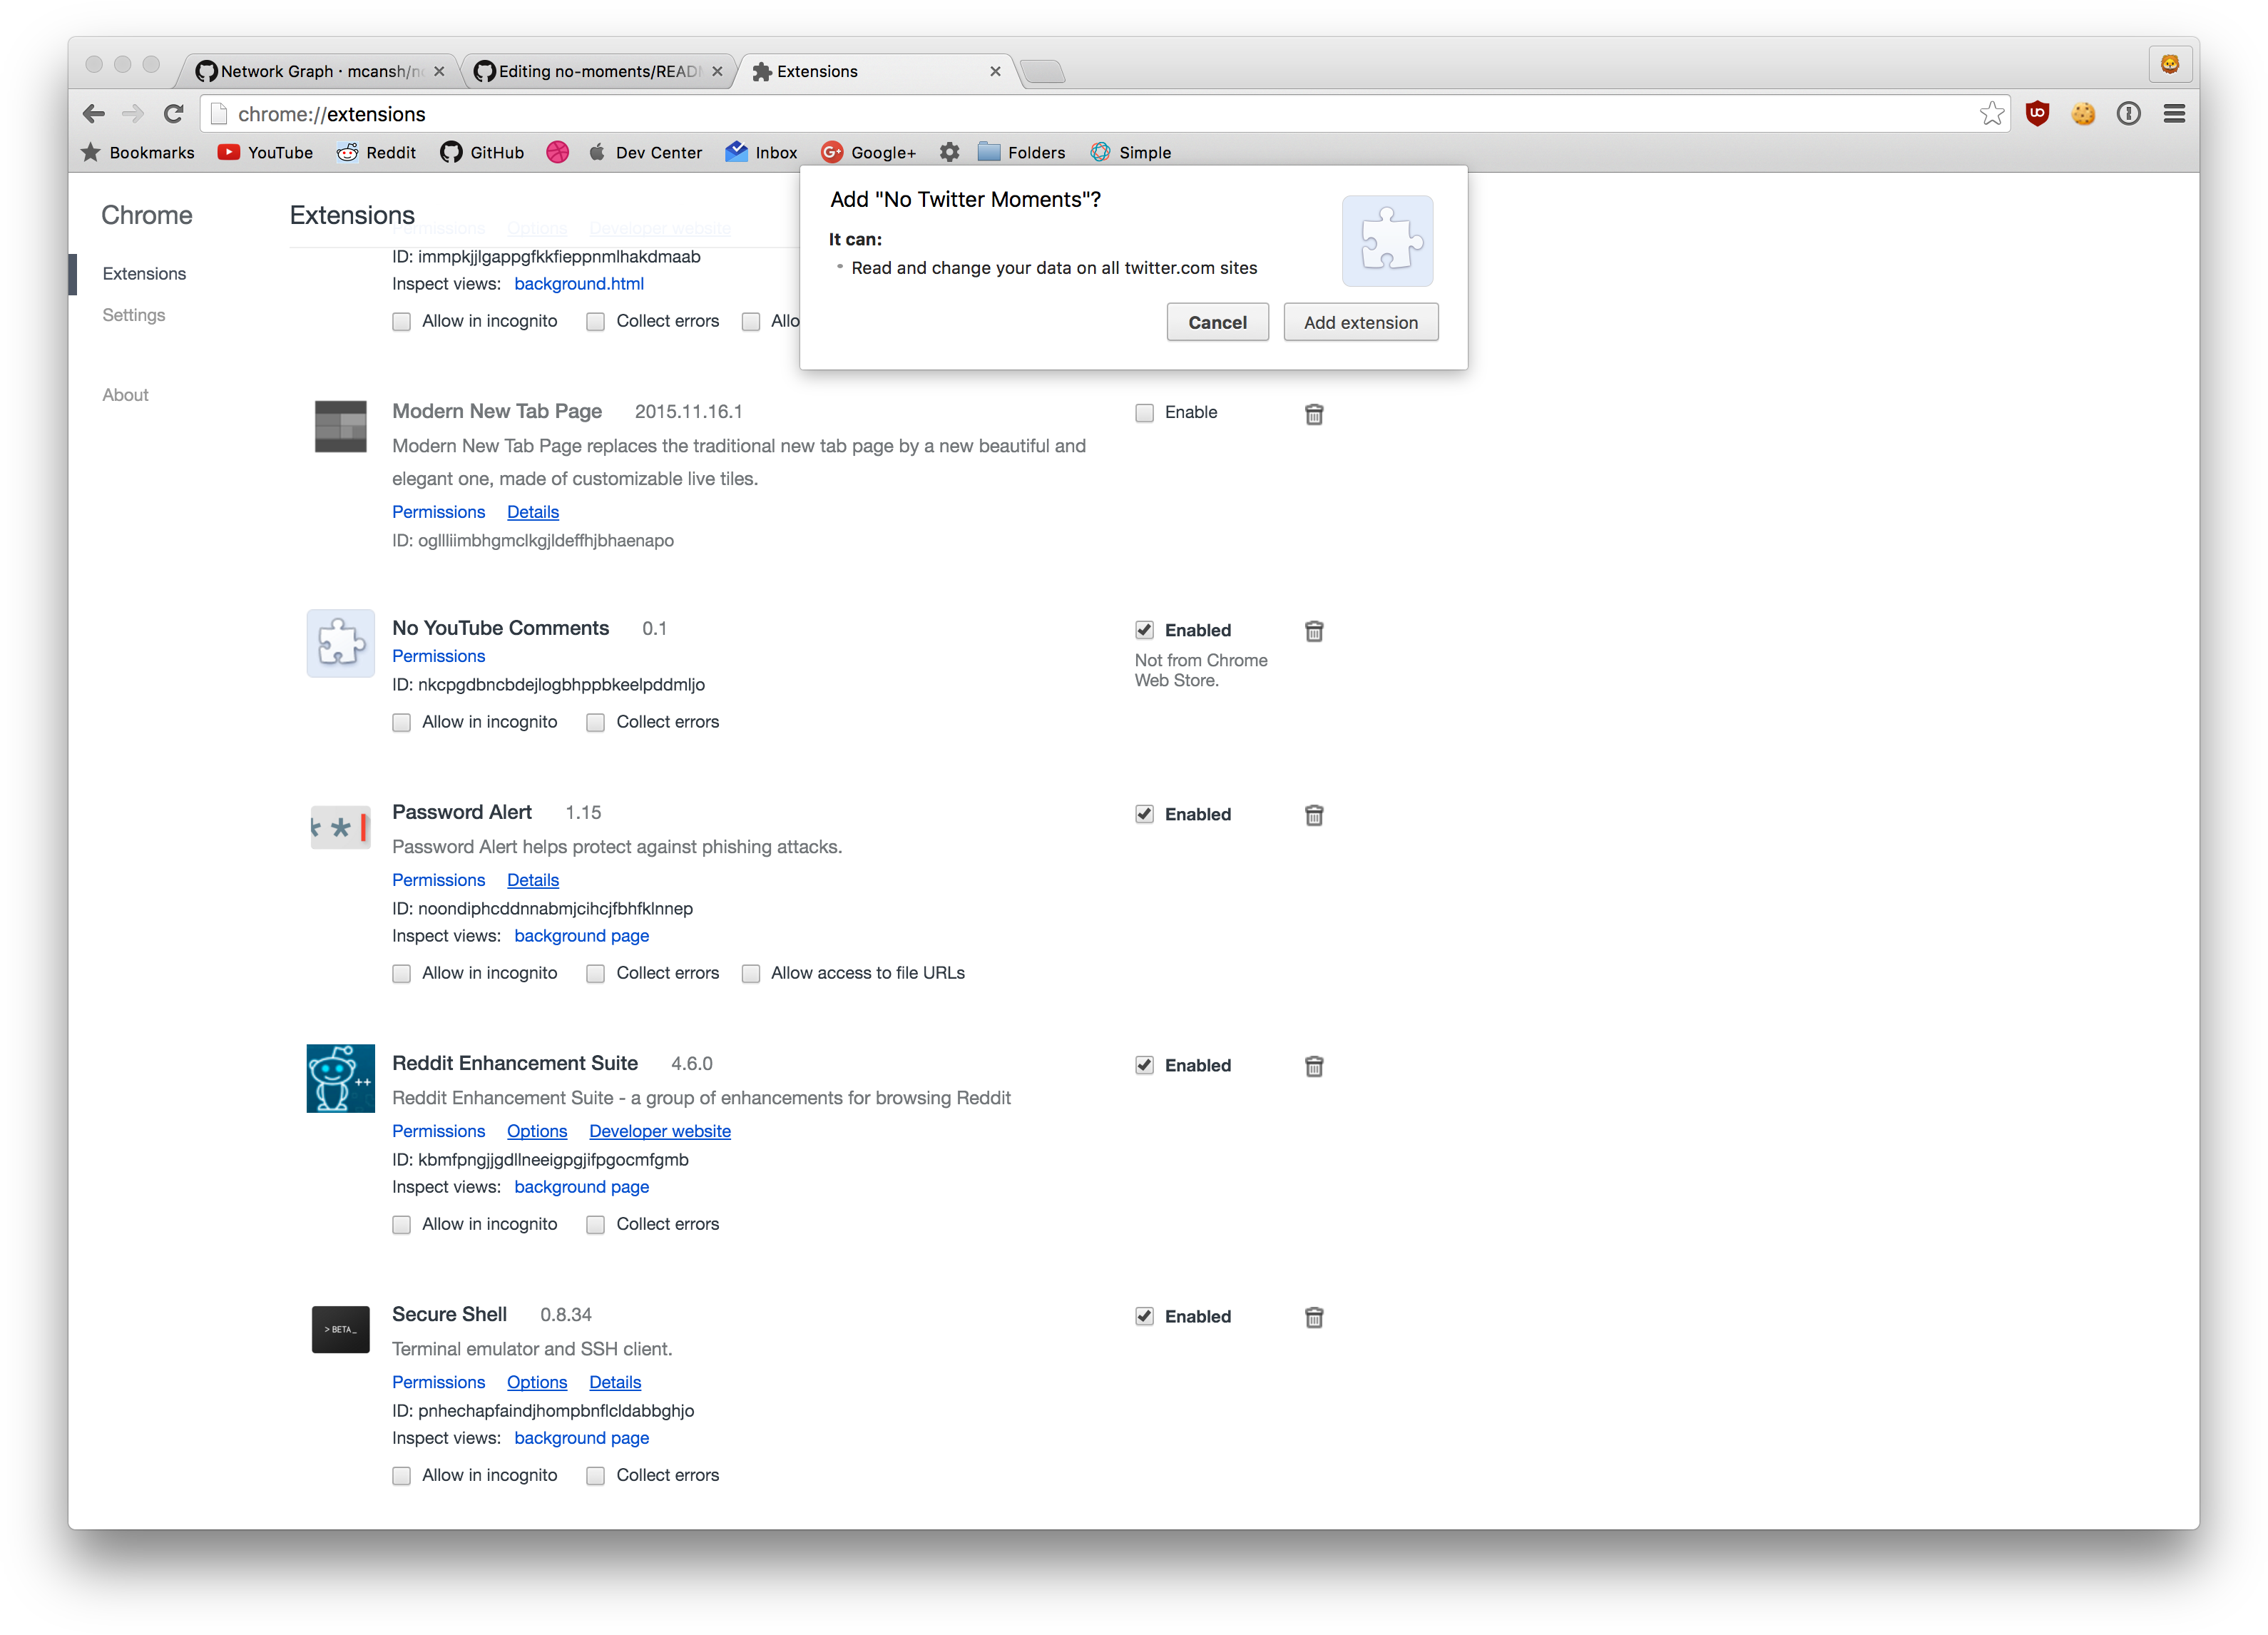 Network Graph · mcansh/no
Editing no-moments/READM
Extensions
chrome://extensions
Bookmarks YouTube Reddit GitHub Dev Center Inbox Google+ Folders Simple
Chrome
Extensions
Settings
About
Extensions
Permissions Options Developer website
ID: immpkjjlgappgfkkfieppnmlhakdmaab
Inspect views: background.html
Allow in incognito Collect errors Allo
Add "No Twitter Moments"?
It can:
• Read and change your data on all twitter.com sites
Cancel Add extension
Modern New Tab Page 2015.11.16.1
Enable
Modern New Tab Page replaces the traditional new tab page by a new beautiful and
elegant one, made of customizable live tiles.
Permissions Details
ID: ogllliimbhgmclkgjldeffhjbhaenapo
No YouTube Comments 0.1
Enabled
Permissions
Not from Chrome
Web Store.
ID: nkcpgdbncbdejlogbhppbkeelpddmljo
Allow in incognito Collect errors
Password Alert 1.15
Enabled
Password Alert helps protect against phishing attacks.
Permissions Details
ID: noondiphcddnnabmjcihcjfbhfklnnep
Inspect views: background page
Allow in incognito Collect errors Allow access to file URLs
Reddit Enhancement Suite 4.6.0
Enabled
Reddit Enhancement Suite - a group of enhancements for browsing Reddit
Permissions Options Developer website
ID: kbmfpngjjgdllneeigpgjifpgocmfgmb
Inspect views: background page
Allow in incognito Collect errors
> BETA_
Secure Shell 0.8.34
Enabled
Terminal emulator and SSH client.
Permissions Options Details
ID: pnhechapfaindjhompbnflcldabbghjo
Inspect views: background page
Allow in incognito Collect errors